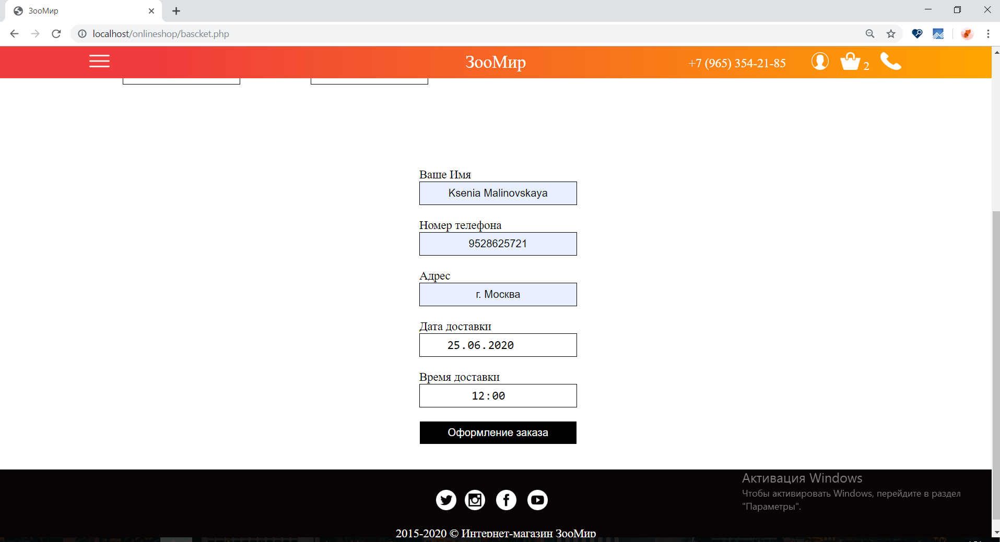 ЗооМир
localhost/onlineshop/bascket.php
ЗооМир
+7 (965) 354-21-85
2
Ваше Имя
Ksenia Malinovskaya
Номер телефона
9528625721
Адрес
г. Москва
Дата доставки
25.06.2020
Время доставки
12:00
Оформление заказа
Активация Windows
Чтобы активировать Windows, перейдите в раздел
"Параметры".
2015-2020 © Интернет-магазин ЗооМир